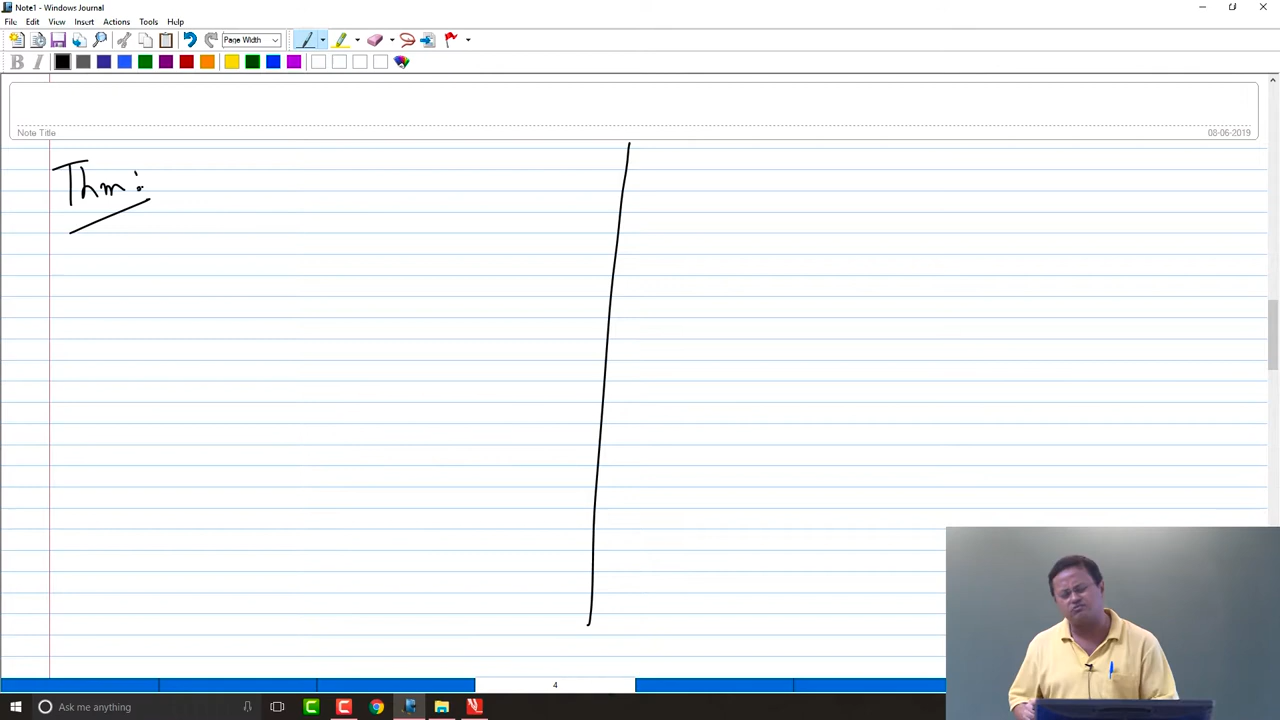 Note1 - Windows Journal
File Edit View Insert Actions Tools Help
Page Width
B I
Note Title
08-06-2019
Thm :
4
Ask me anything